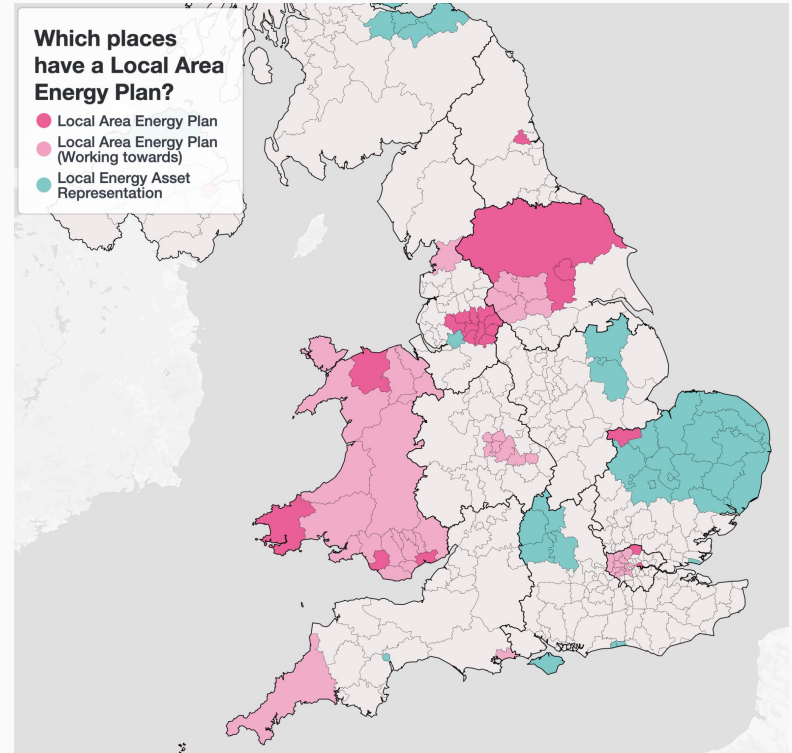 Which places
have a Local Area
Energy Plan?
Local Area Energy Plan
Local Area Energy Plan
(Working towards)
Local Energy Asset
Representation